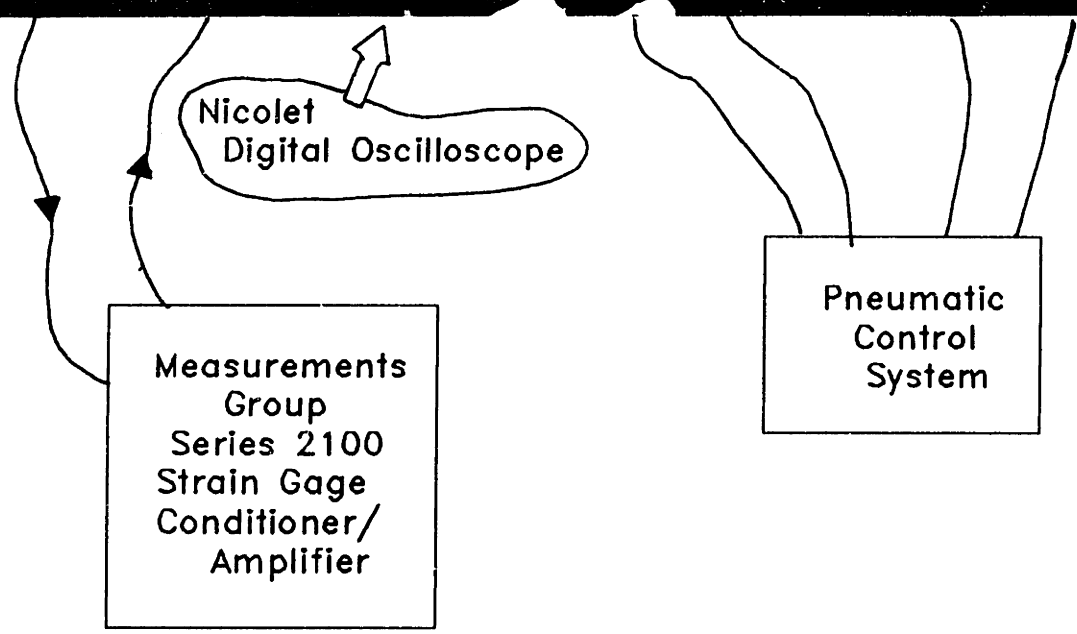 Nicolet
Digital Oscilloscope
Pneumatic
Control
System
Measurements
Group
Series 2100
Strain Gage
Conditioner/
Amplifier